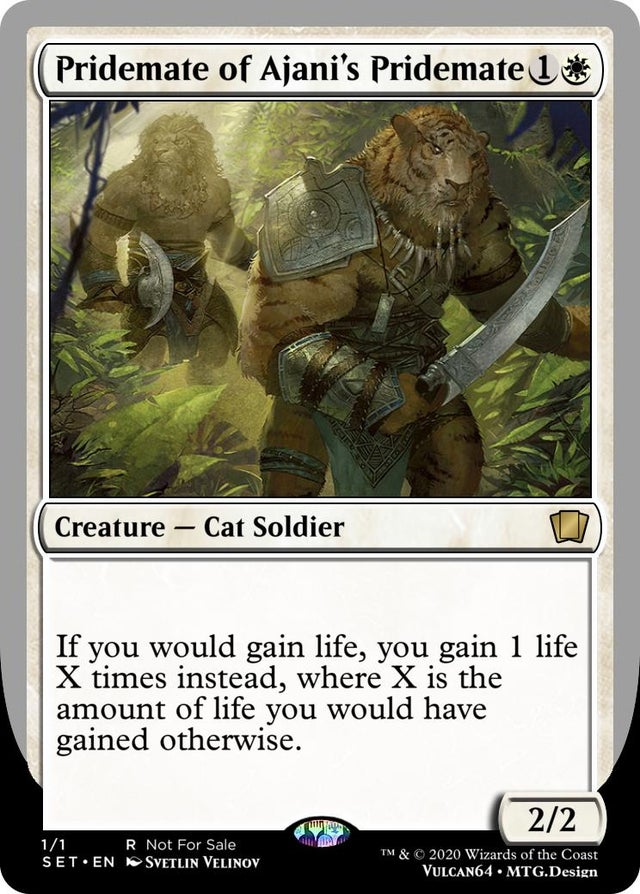 Pridemate of Ajani's Pridemate 1
Creature — Cat Soldier
If you would gain life, you gain 1 life
X times instead, where X is the
amount of life you would have
gained otherwise.
2/2
1/1 R Not For Sale
SET • EN Svetlin Velinov
™ & © 2020 Wizards of the Coast
Vulcan64 • MTG.Design